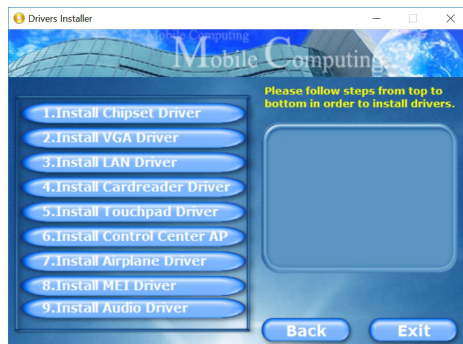 Drivers Installer
Mobile Computing
Mobile Computing
Please follow steps from top to
bottom in order to install drivers.
1.Install Chipset Driver
2.Install VGA Driver
3.Install LAN Driver
4.Install Cardreader Driver
5.Install Touchpad Driver
6.Install Control Center AP
7.Install Airplane Driver
8.Install MEI Driver
9.Install Audio Driver
Back
Exit